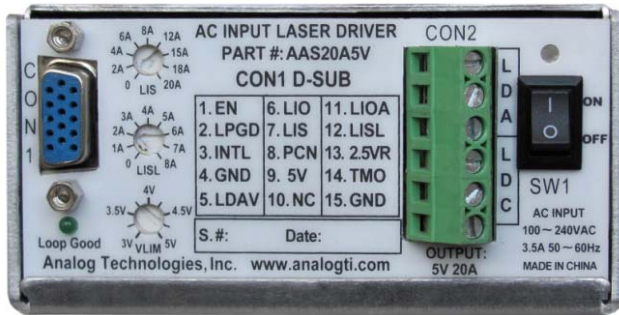 AC INPUT LASER DRIVER
PART #: AAS20A5V
CON1 D-SUB
CON1
0 2A 4A 6A 8A 12A 15A 18A 20A
LIS
0 1A 2A 3A 4A 5A 6A 7A 8A
LISL
3V 3.5V 4V 4.5V 5V
VLIM
Loop Good
1. EN 6. LIO 11. LIOA
2. LPGD 7. LIS 12. LISL
3. INTL 8. PCN 13. 2.5VR
4. GND 9. 5V 14. TMO
5. LDAV 10. NC 15. GND
S. #: Date:
Analog Technologies, Inc. www.analogti.com
CON2
LDA
LDC
OUTPUT:
5V 20A
I
O
ON
OFF
SW1
AC INPUT
100～240VAC
3.5A 50～60Hz
MADE IN CHINA